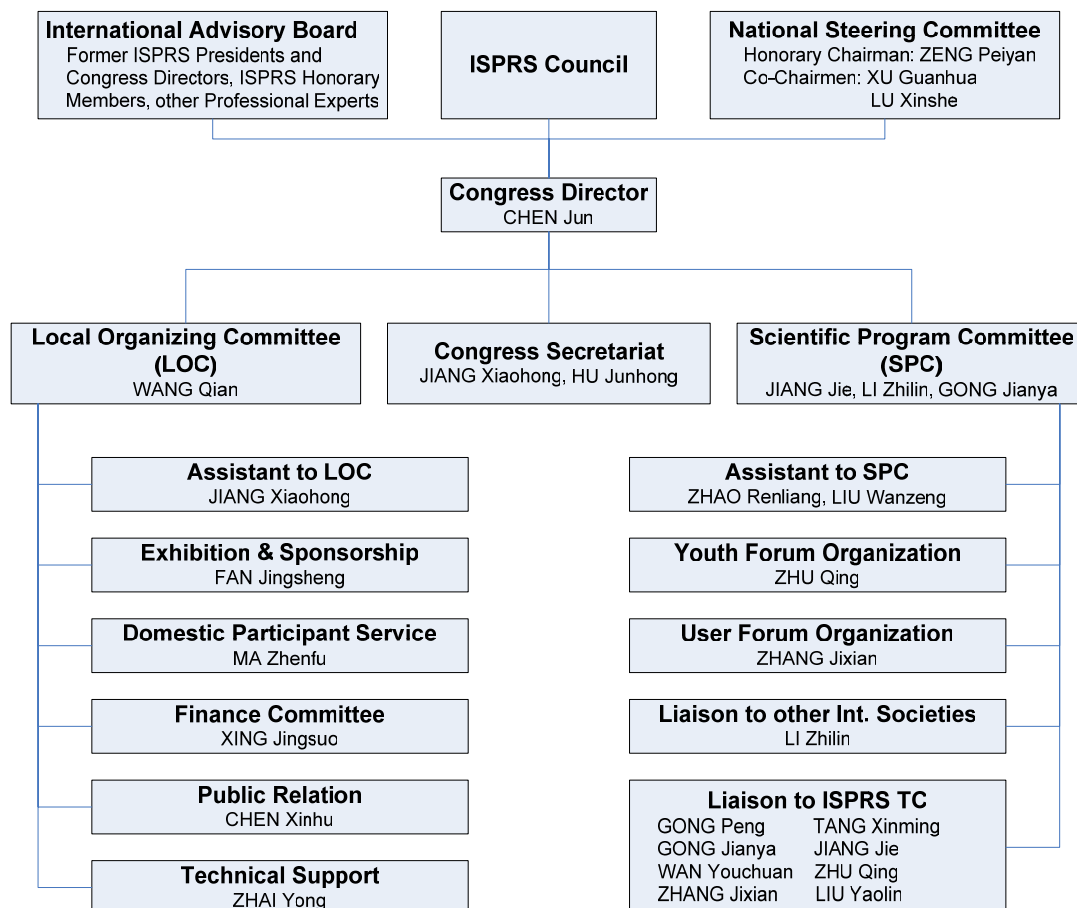 International Advisory Board
Former ISPRS Presidents and
Congress Directors, ISPRS Honorary
Members, other Professional Experts
ISPRS Council
National Steering Committee
Honorary Chairman: ZENG Peiyan
Co-Chairmen: XU Guanhua
LU Xinshe
Congress Director
CHEN Jun
Local Organizing Committee
(LOC)
WANG Qian
Congress Secretariat
JIANG Xiaohong, HU Junhong
Scientific Program Committee
(SPC)
JIANG Jie, LI Zhilin, GONG Jianya
Assistant to LOC
JIANG Xiaohong
Exhibition & Sponsorship
FAN Jingsheng
Domestic Participant Service
MA Zhenfu
Finance Committee
XING Jingsuo
Public Relation
CHEN Xinhu
Technical Support
ZHAI Yong
Assistant to SPC
ZHAO Renliang, LIU Wanzeng
Youth Forum Organization
ZHU Qing
User Forum Organization
ZHANG Jixian
Liaison to other Int. Societies
LI Zhilin
Liaison to ISPRS TC
GONG Peng TANG Xinming
GONG Jianya JIANG Jie
WAN Youchuan ZHU Qing
ZHANG Jixian LIU Yaolin